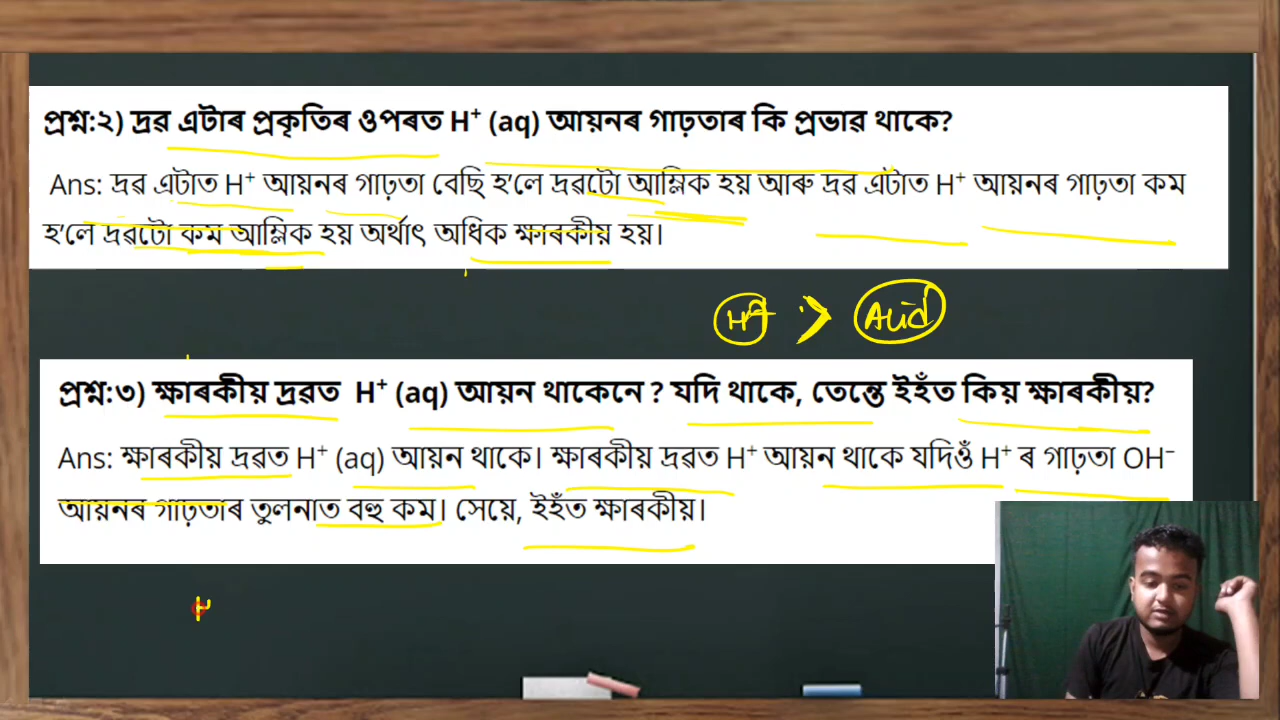 প্ৰশ্ন:২) দ্ৰৱ এটাৰ প্ৰকৃতিৰ ওপৰত H⁺ (aq) আয়নৰ গাঢ়তাৰ কি প্ৰভাৱ থাকে?
Ans: দ্ৰৱ এটাত H⁺ আয়নৰ গাঢ়তা বেছি হ'লে দ্ৰৱটো আম্লিক হয় আৰু দ্ৰৱ এটাত H⁺ আয়নৰ গাঢ়তা কম
হ'লে দ্ৰৱটো কম আম্লিক হয় অৰ্থাৎ অধিক ক্ষাৰকীয় হয়।
H⁺ > Acid
প্ৰশ্ন:৩) ক্ষাৰকীয় দ্ৰৱত H⁺ (aq) আয়ন থাকেনে ? যদি থাকে, তেন্তে ইহঁত কিয় ক্ষাৰকীয়?
Ans: ক্ষাৰকীয় দ্ৰৱত H⁺ (aq) আয়ন থাকে। ক্ষাৰকীয় দ্ৰৱত H⁺ আয়ন থাকে যদিওঁ H⁺ ৰ গাঢ়তা OH⁻
আয়নৰ গাঢ়তাৰ তুলনাত বহু কম। সেয়ে, ইহঁত ক্ষাৰকীয়।